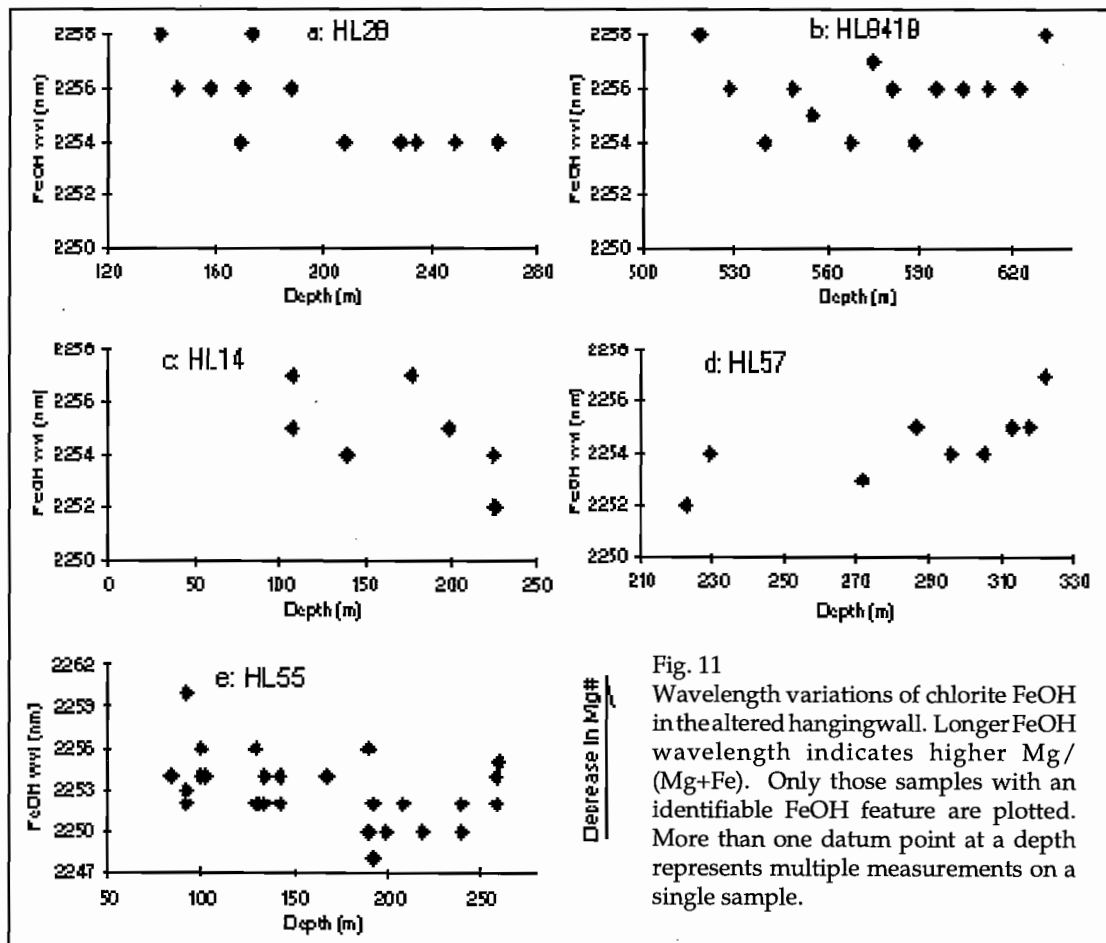 a: HL28
2258
2256
2254
2252
2250
FeOH wvl (nm)
120 160 200 240 280
Depth (m)
b: HL841B
2258
2256
2254
2252
2250
FeOH wvl (nm)
500 530 560 590 620
Depth (m)
c: HL14
2258
2256
2254
2252
2250
FeOH wvl (nm)
0 50 100 150 200 250
Depth (m)
d: HL57
2258
2256
2254
2252
2250
FeOH wvl (nm)
210 230 250 270 290 310 330
Depth (m)
e: HL55
2262
2259
2256
2253
2250
2247
FeOH wvl (nm)
50 100 150 200 250
Depth (m)
Decrease in Mg#
Fig. 11
Wavelength variations of chlorite FeOH
in the altered hangingwall. Longer FeOH
wavelength indicates higher Mg/
(Mg+Fe). Only those samples with an
identifiable FeOH feature are plotted.
More than one datum point at a depth
represents multiple measurements on a
single sample.